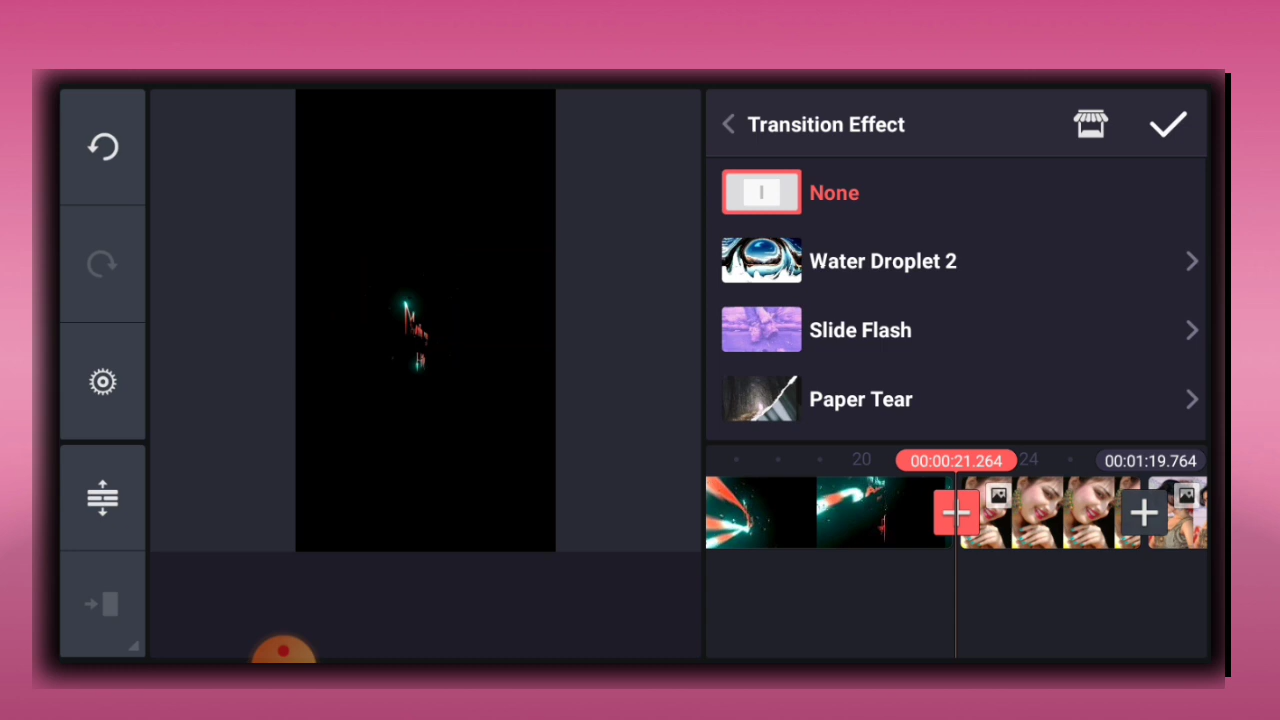 Transition Effect
None
Water Droplet 2
Slide Flash
Paper Tear
20
00:00:21.264
24
00:01:19.764